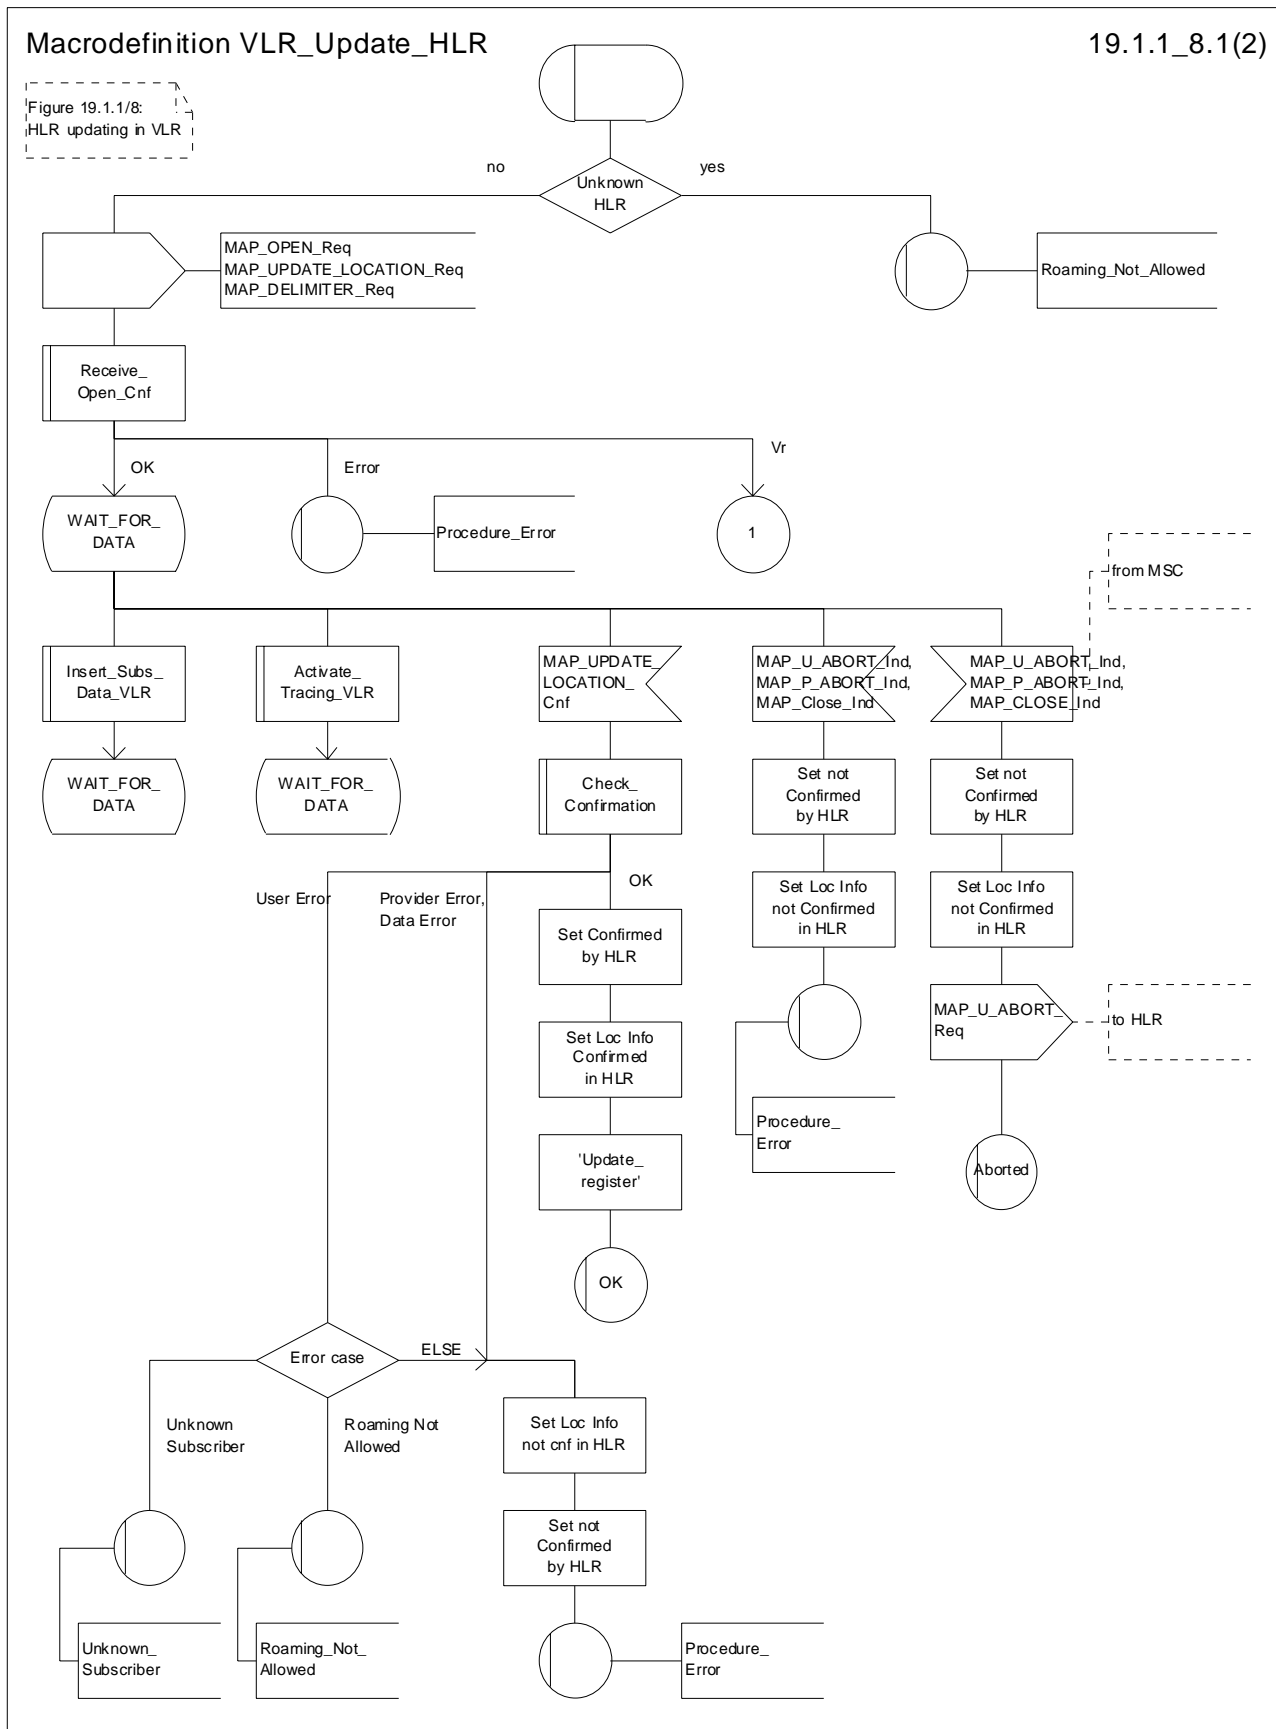 Macrodefinition VLR_Update_HLR
19.1.1_8.1(2)
Figure 19.1.1/8:
HLR updating in VLR
no
yes
Unknown
HLR
MAP_OPEN_Req
MAP_UPDATE_LOCATION_Req
MAP_DELIMITER_Req
Roaming_Not_Allowed
Receive_
Open_Cnf
OK
Error
Vr
WAIT_FOR_
DATA
Procedure_Error
1
from MSC
Insert_Subs_
Data_VLR
Activate_
Tracing_VLR
MAP_UPDATE_
LOCATION_
Cnf
MAP_U_ABORT_Ind,
MAP_P_ABORT_Ind,
MAP_Close_Ind
MAP_U_ABORT_Ind,
MAP_P_ABORT_Ind,
MAP_CLOSE_Ind
WAIT_FOR_
DATA
WAIT_FOR_
DATA
Check_
Confirmation
Set not
Confirmed
by HLR
Set not
Confirmed
by HLR
User Error
Provider Error,
Data Error
OK
Set Loc Info
not Confirmed
in HLR
Set Loc Info
not Confirmed
in HLR
Set Confirmed
by HLR
MAP_U_ABORT_
Req
to HLR
Set Loc Info
Confirmed
in HLR
Procedure_
Error
'Update_
register'
Aborted
OK
Error case
ELSE
Unknown
Subscriber
Roaming Not
Allowed
Set Loc Info
not cnf in HLR
Set not
Confirmed
by HLR
Unknown_
Subscriber
Roaming_Not_
Allowed
Procedure_
Error